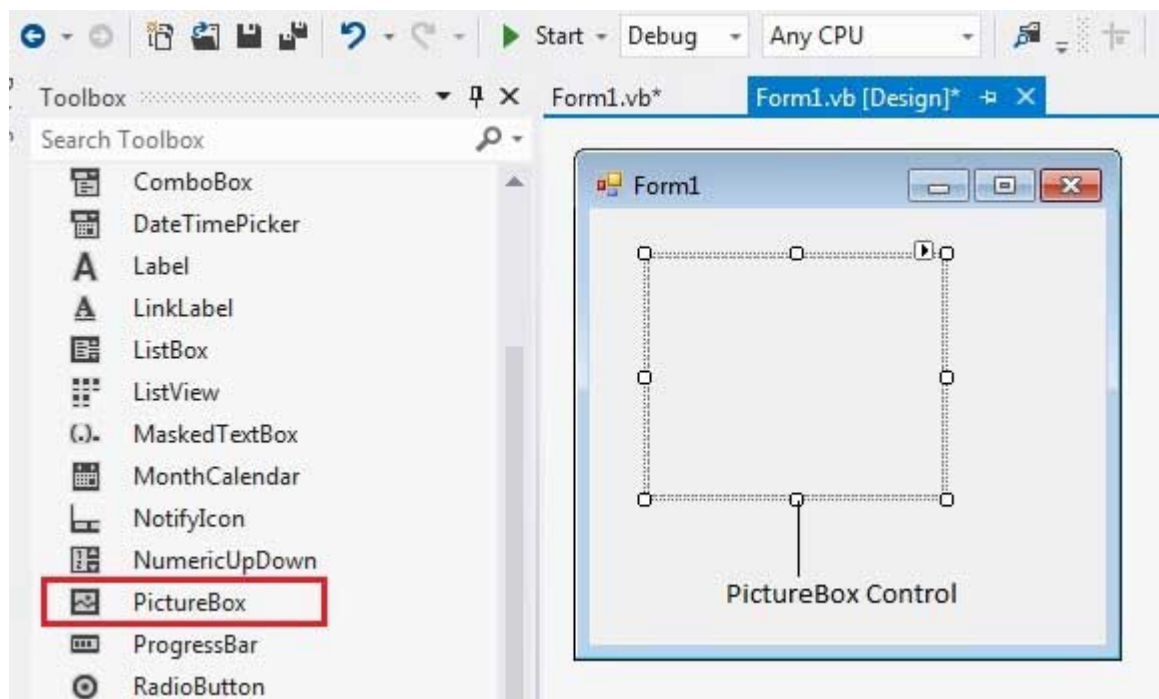 Start Debug Any CPU
Toolbox
Search Toolbox
ComboBox
DateTimePicker
Label
LinkLabel
ListBox
ListView
MaskedTextBox
MonthCalendar
NotifyIcon
NumericUpDown
PictureBox
ProgressBar
RadioButton
Form1.vb* Form1.vb [Design]*
Form1
PictureBox Control